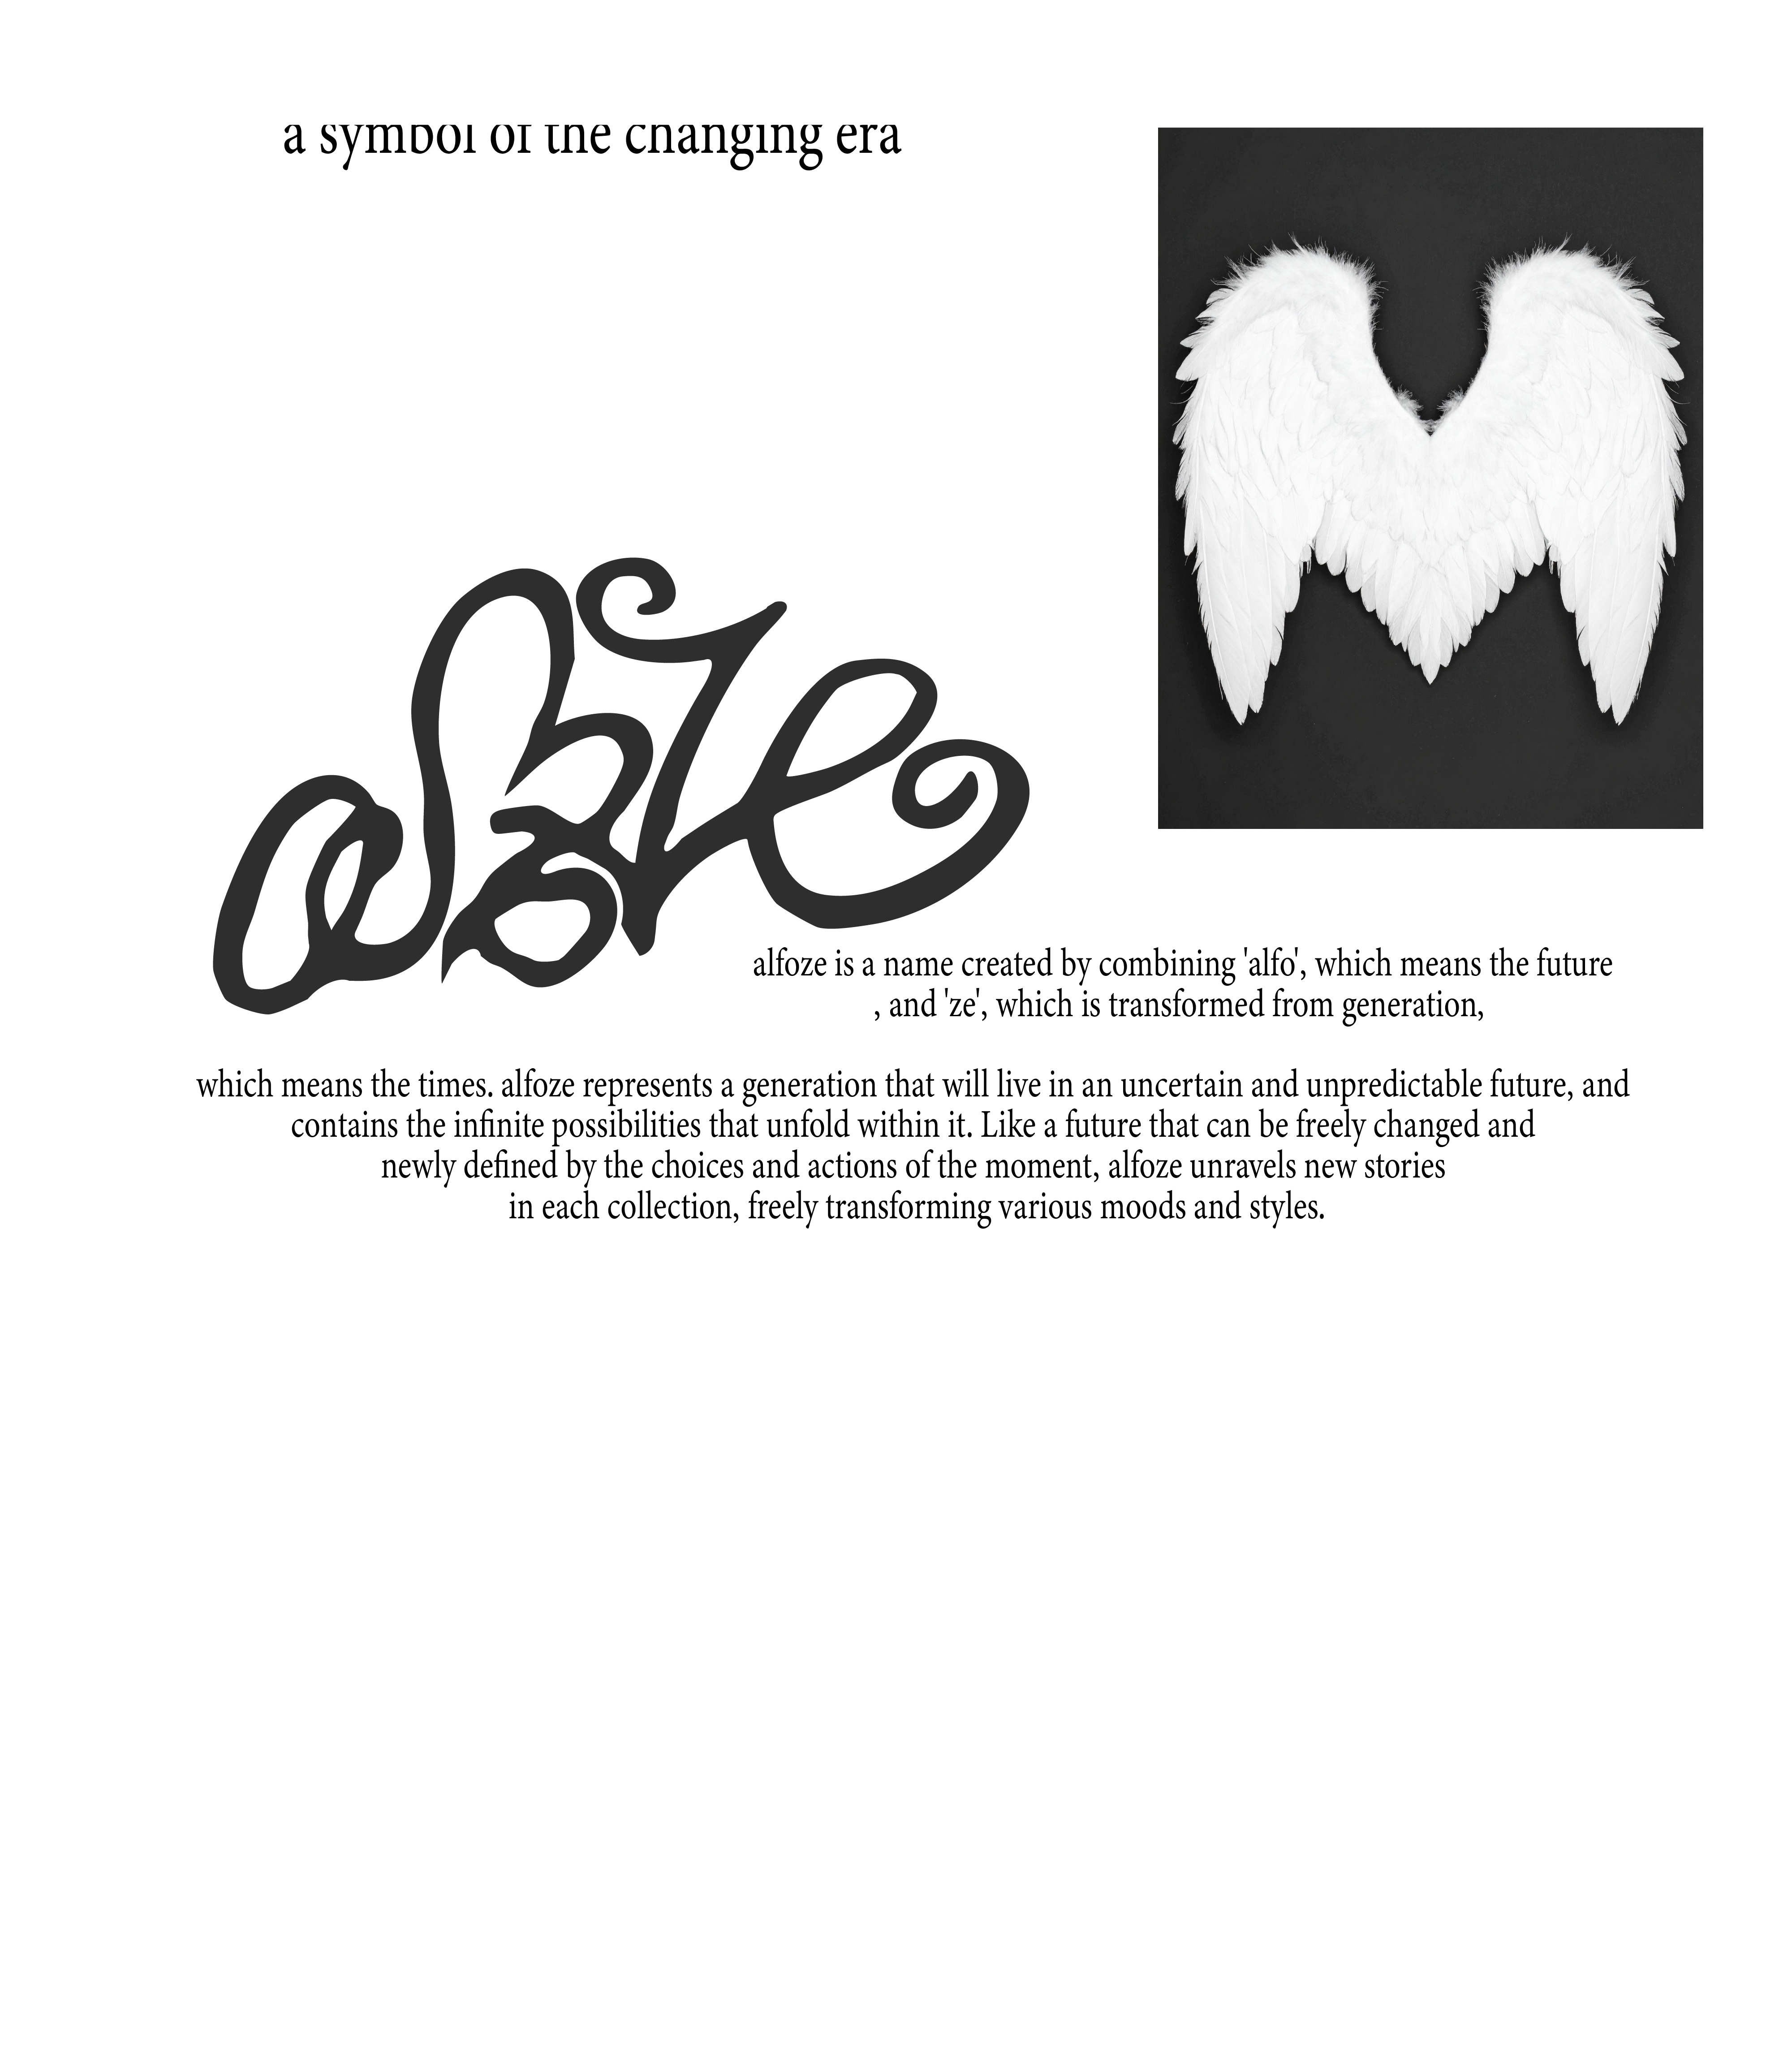 a symbol of the changing era
alfoze
alfoze is a name created by combining 'alfo', which means the future
, and 'ze', which is transformed from generation,
which means the times. alfoze represents a generation that will live in an uncertain and unpredictable future, and
contains the infinite possibilities that unfold within it. Like a future that can be freely changed and
newly defined by the choices and actions of the moment, alfoze unravels new stories
in each collection, freely transforming various moods and styles.